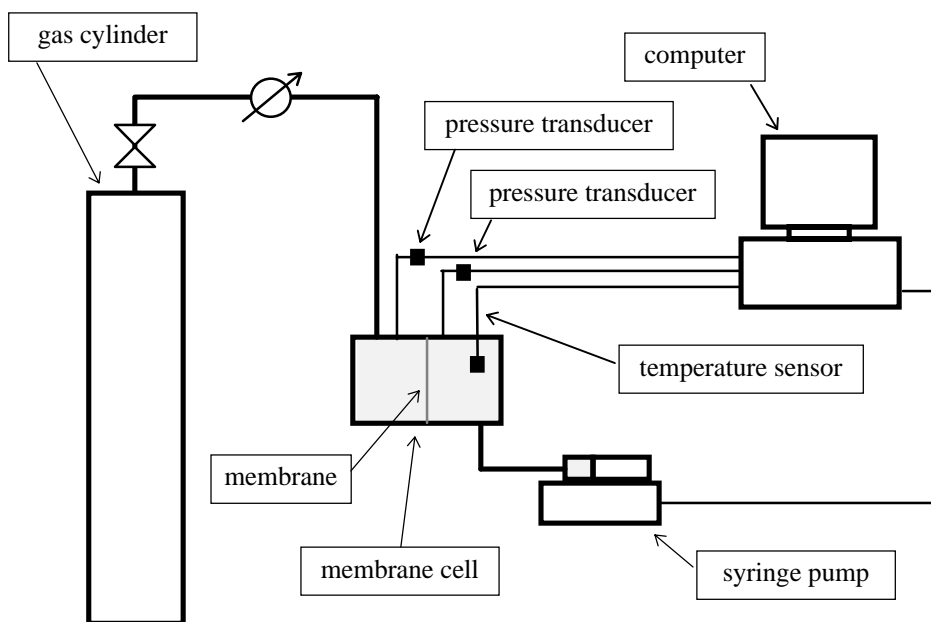 gas cylinder
computer
pressure transducer
pressure transducer
temperature sensor
membrane
membrane cell
syringe pump